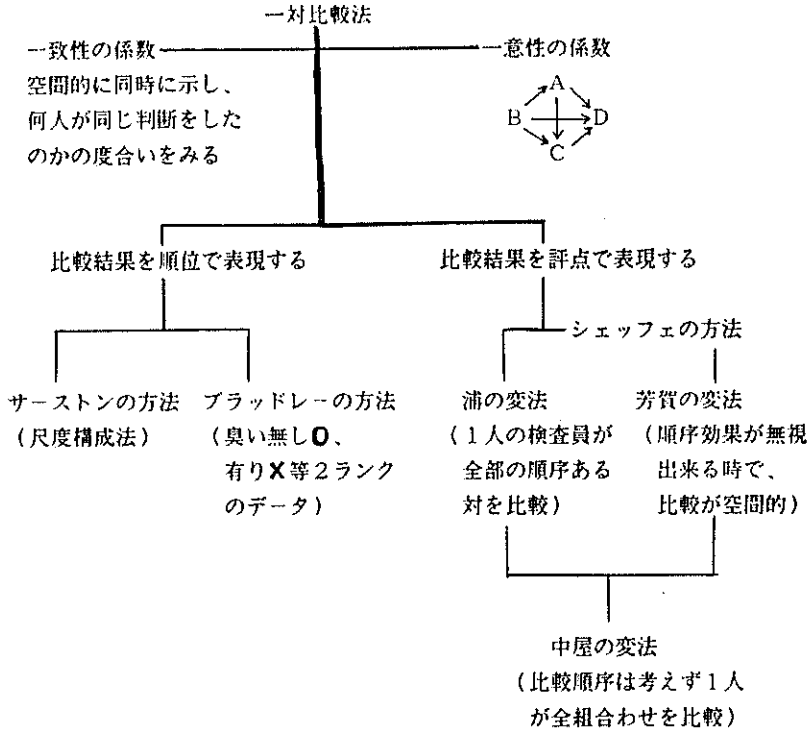 一対比較法
一致性の係数
一意性の係数
空間的に同時に示し、
何人が同じ判断をした
のかの度合いをみる
A
B
D
C
比較結果を順位で表現する
比較結果を評点で表現する
シェッフェの方法
サーストンの方法
(尺度構成法)
ブラッドレーの方法
(臭い無しO、
有りX等2ランク
のデータ)
浦の変法
(1人の検査員が
全部の順序ある
対を比較)
芳賀の変法
(順序効果が無視
出来る時で、
比較が空間的)
中屋の変法
(比較順序は考えず1人
が全組合わせを比較)